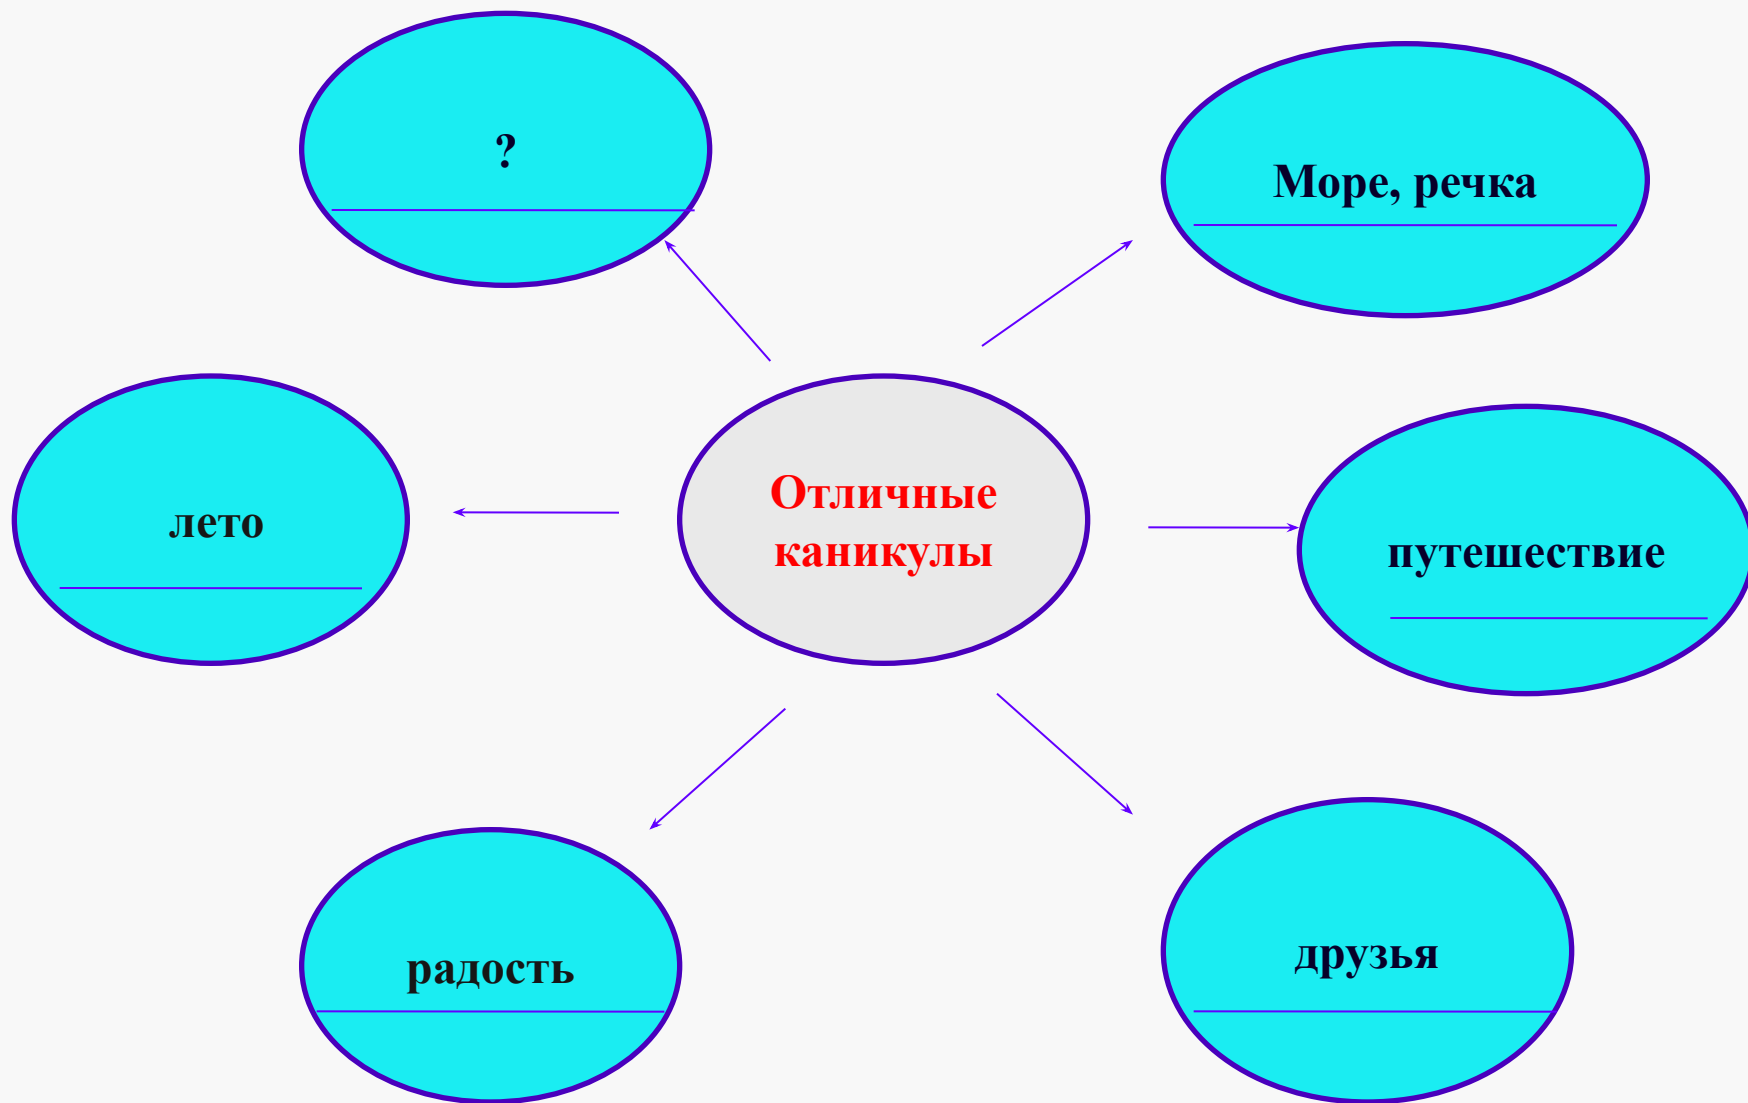 ?
Море, речка
лето
Отличные
каникулы
путешествие
радость
друзья